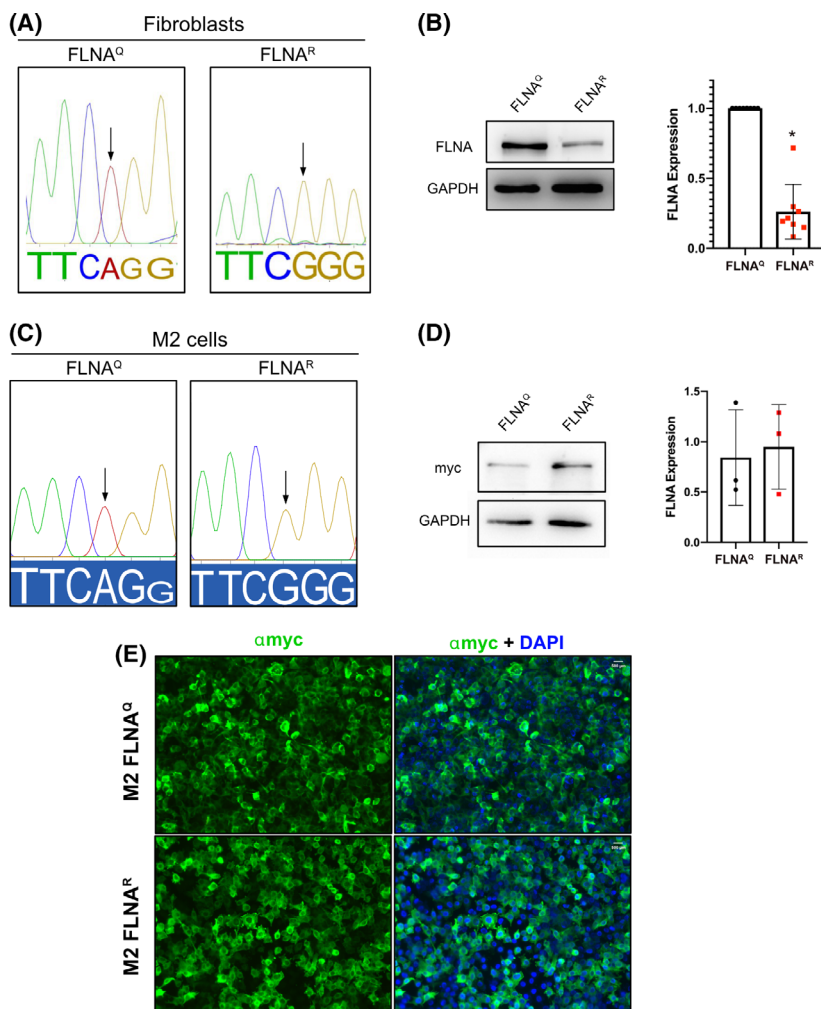 (A)
Fibroblasts
FLNAQ
FLNAR
TTCAGG
TTCGGG
(B)
FLNAQ
FLNAR
FLNA
GAPDH
FLNA Expression
1.0
0.5
0.0
*
FLNAQ
FLNAR
(C)
M2 cells
FLNAQ
FLNAR
TTCAGG
TTCGGG
(D)
FLNAQ
FLNAR
myc
GAPDH
FLNA Expression
1.5
1.0
0.5
0.0
FLNAQ
FLNAR
(E)
αmyc
αmyc + DAPI
M2 FLNAQ
M2 FLNAR